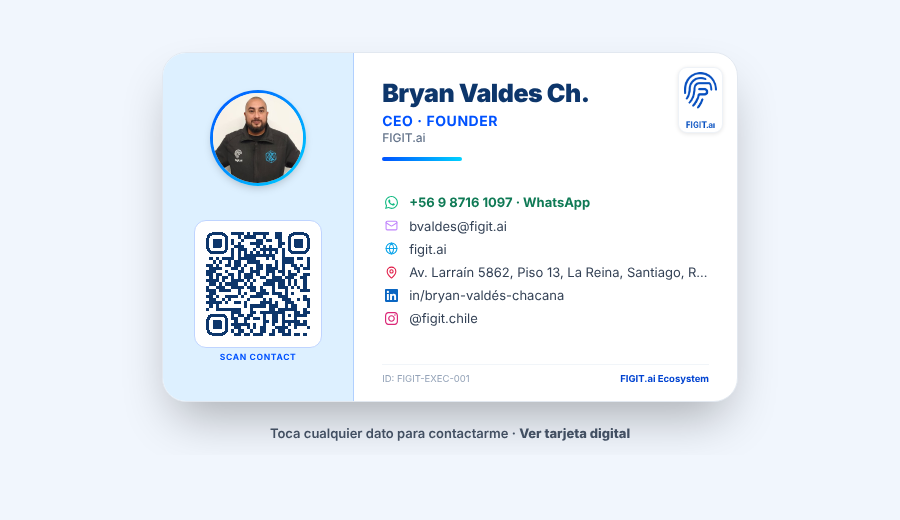 Bryan Valdes Ch.
CEO · FOUNDER
FIGIT.ai
FIGIT.ai
+56 9 8716 1097 · WhatsApp
bvaldes@figit.ai
figit.ai
Av. Larraín 5862, Piso 13, La Reina, Santiago, R...
in/bryan-valdés-chacana
@figit.chile
SCAN CONTACT
ID: FIGIT-EXEC-001
FIGIT.ai Ecosystem
Toca cualquier dato para contactarme · Ver tarjeta digital